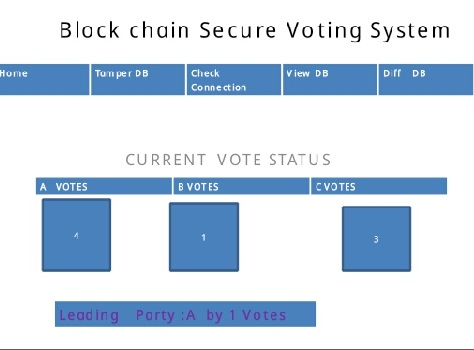 Block chain Secure Voting System
Home
Tamper DB
Check
Connection
View DB
Diff DB
CURRENT VOTE STATUS
A VOTES
B VOTES
C VOTES
4
1
3
Leading Party :A by 1 Votes